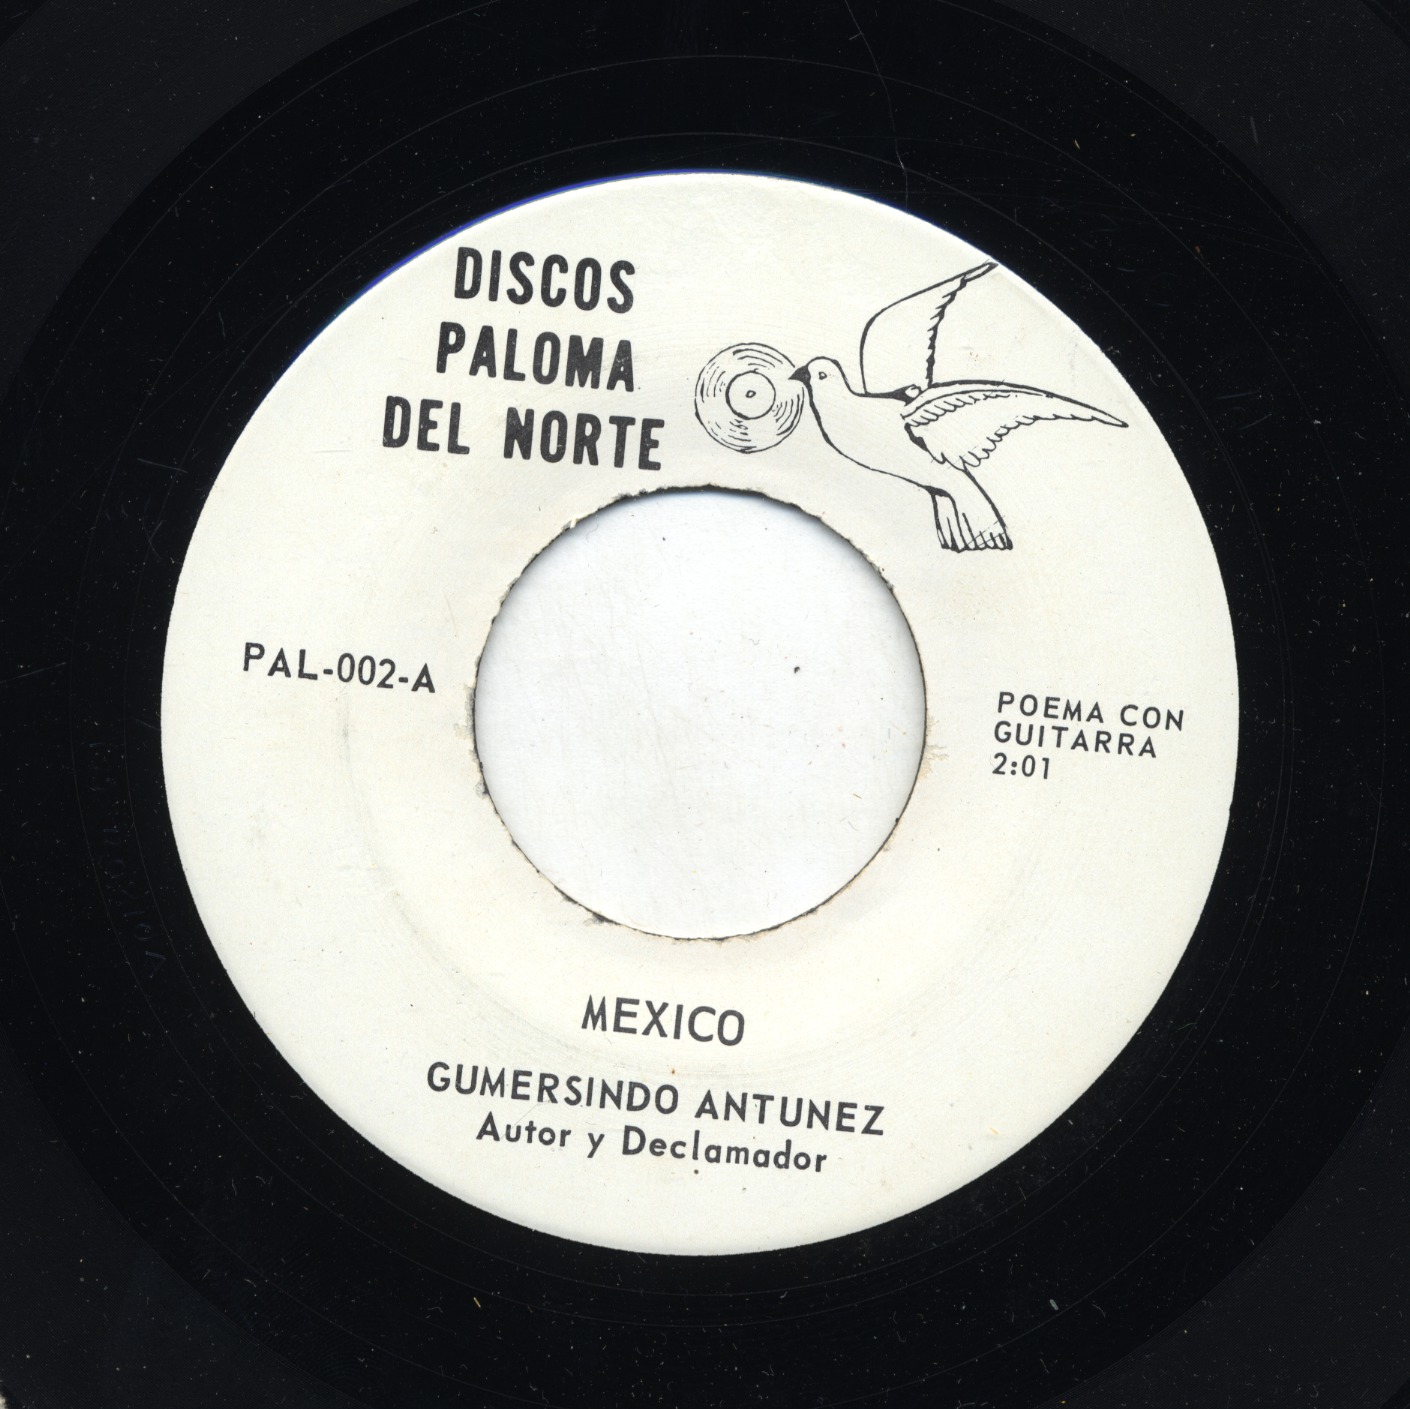 DISCOS
PALOMA
DEL NORTE
PAL-002-A
POEMA CON
GUITARRA
2:01
MEXICO
GUMERSINDO ANTUNEZ
Autor y Declamador